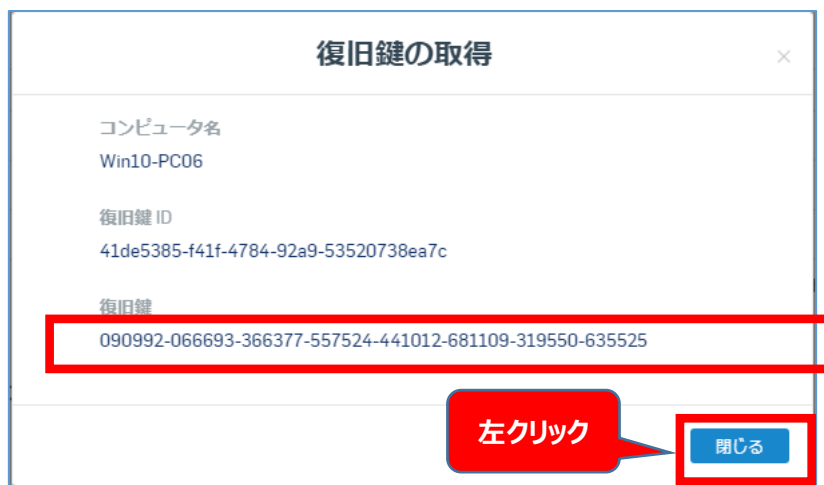 復旧鍵の取得
コンピュータ名
Win10-PC06
復旧鍵 ID
41de5385-f41f-4784-92a9-53520738ea7c
復旧鍵
090992-066693-366377-557524-441012-681109-319550-635525
左クリック
閉じる